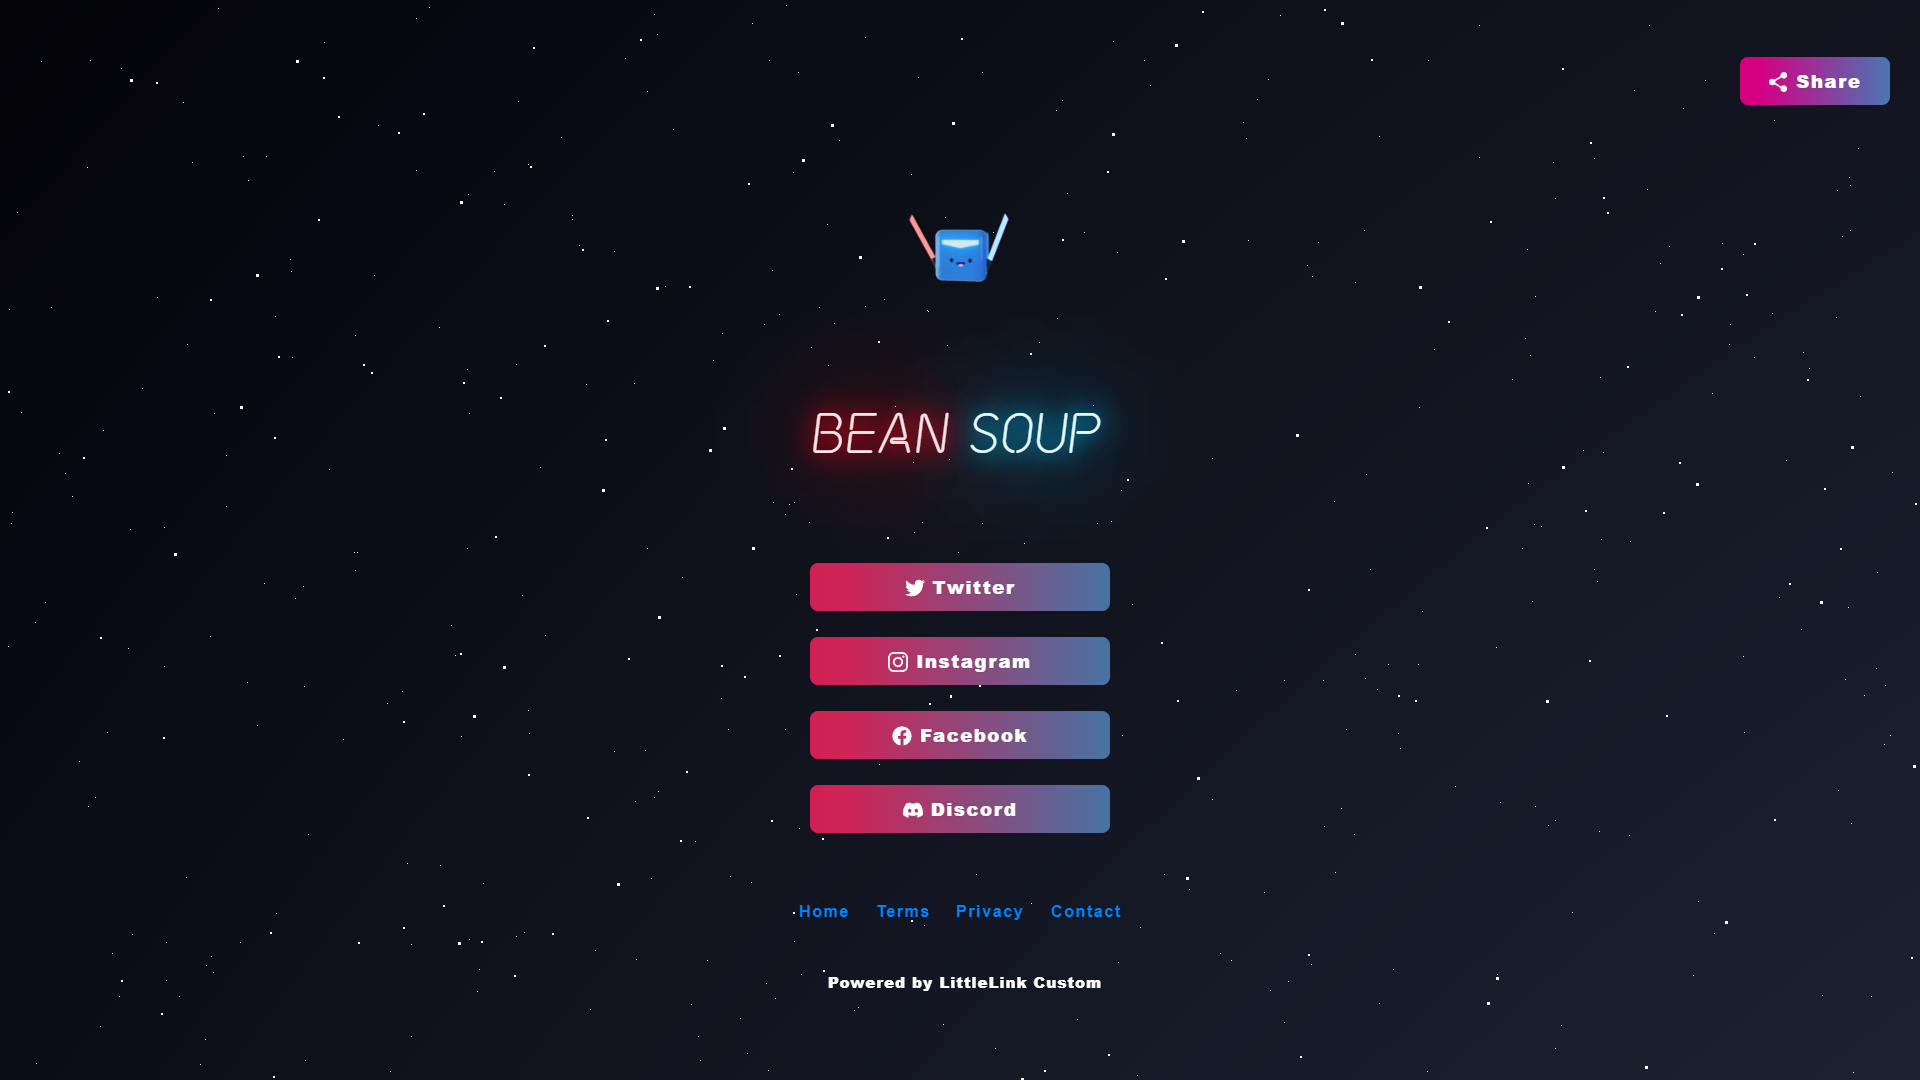 Share
BEAN SOUP
Twitter
Instagram
Facebook
Discord
Home Terms Privacy Contact
Powered by LittleLink Custom